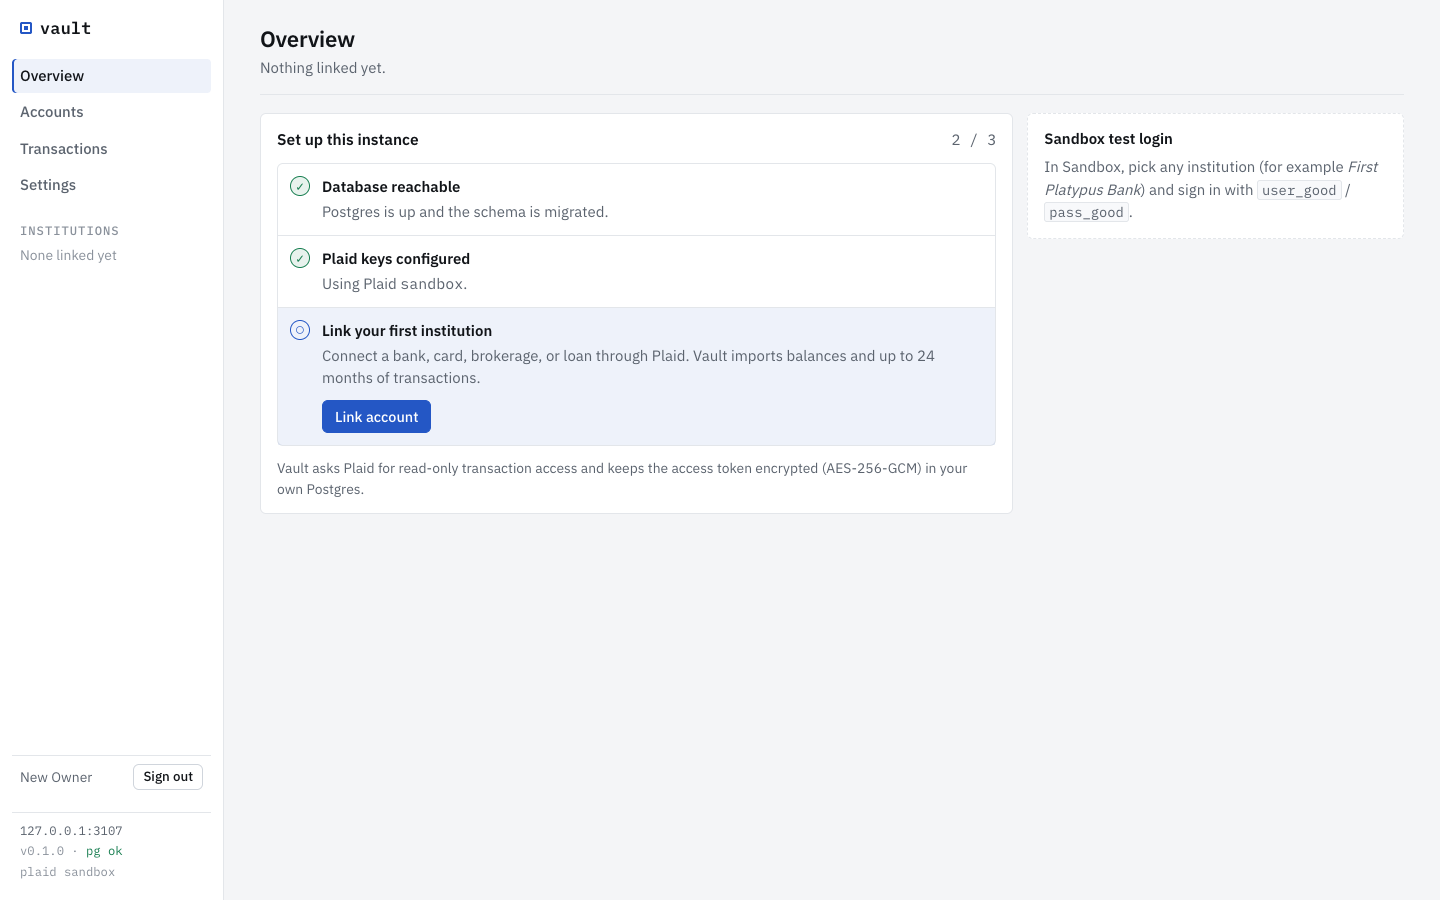 vault
Overview
Accounts
Transactions
Settings
INSTITUTIONS
None linked yet
New Owner
Sign out
127.0.0.1:3107
v0.1.0 · pg ok
plaid sandbox
Overview
Nothing linked yet.
Set up this instance
2 / 3
Database reachable
Postgres is up and the schema is migrated.
Plaid keys configured
Using Plaid sandbox.
Link your first institution
Connect a bank, card, brokerage, or loan through Plaid. Vault imports balances and up to 24
months of transactions.
Link account
Vault asks Plaid for read-only transaction access and keeps the access token encrypted (AES-256-GCM) in your
own Postgres.
Sandbox test login
In Sandbox, pick any institution (for example First
Platypus Bank) and sign in with user_good /
pass_good.